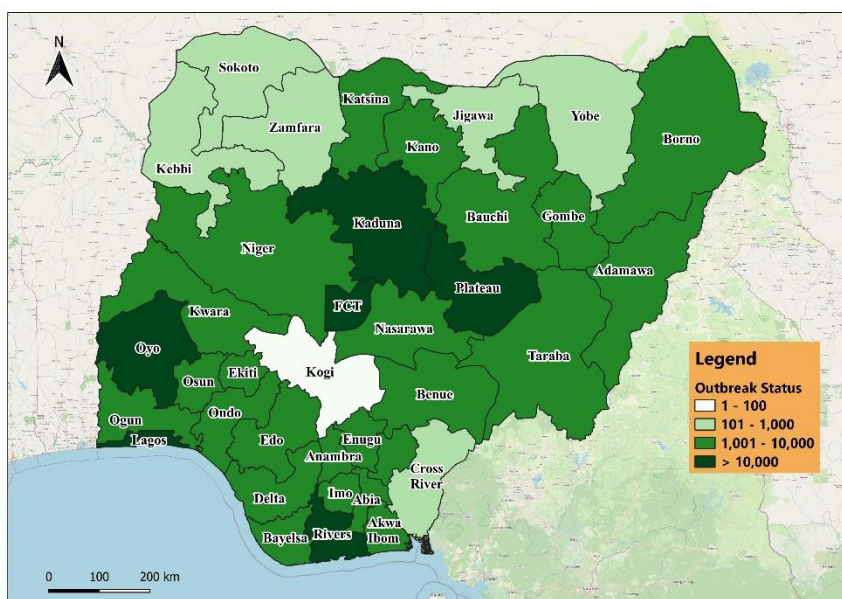 N
Sokoto
Katsina
Jigawa
Yobe
Zamfara
Borno
Kano
Kebbi
Kaduna
Bauchi
Gombe
Niger
Adamawa
Plateau
FCT
Kwara
Nasarawa
Oyo
Taraba
Kogi
Ekiti
Osun
Benue
Ogun
Ondo
Lagos
Edo
Enugu
Anambra
Cross
River
Delta
Imo
Abia
Akwa
Ibom
Rivers
Bayelsa
Legend
Outbreak Status
1 - 100
101 - 1,000
1,001 - 10,000
> 10,000
0 100 200 km